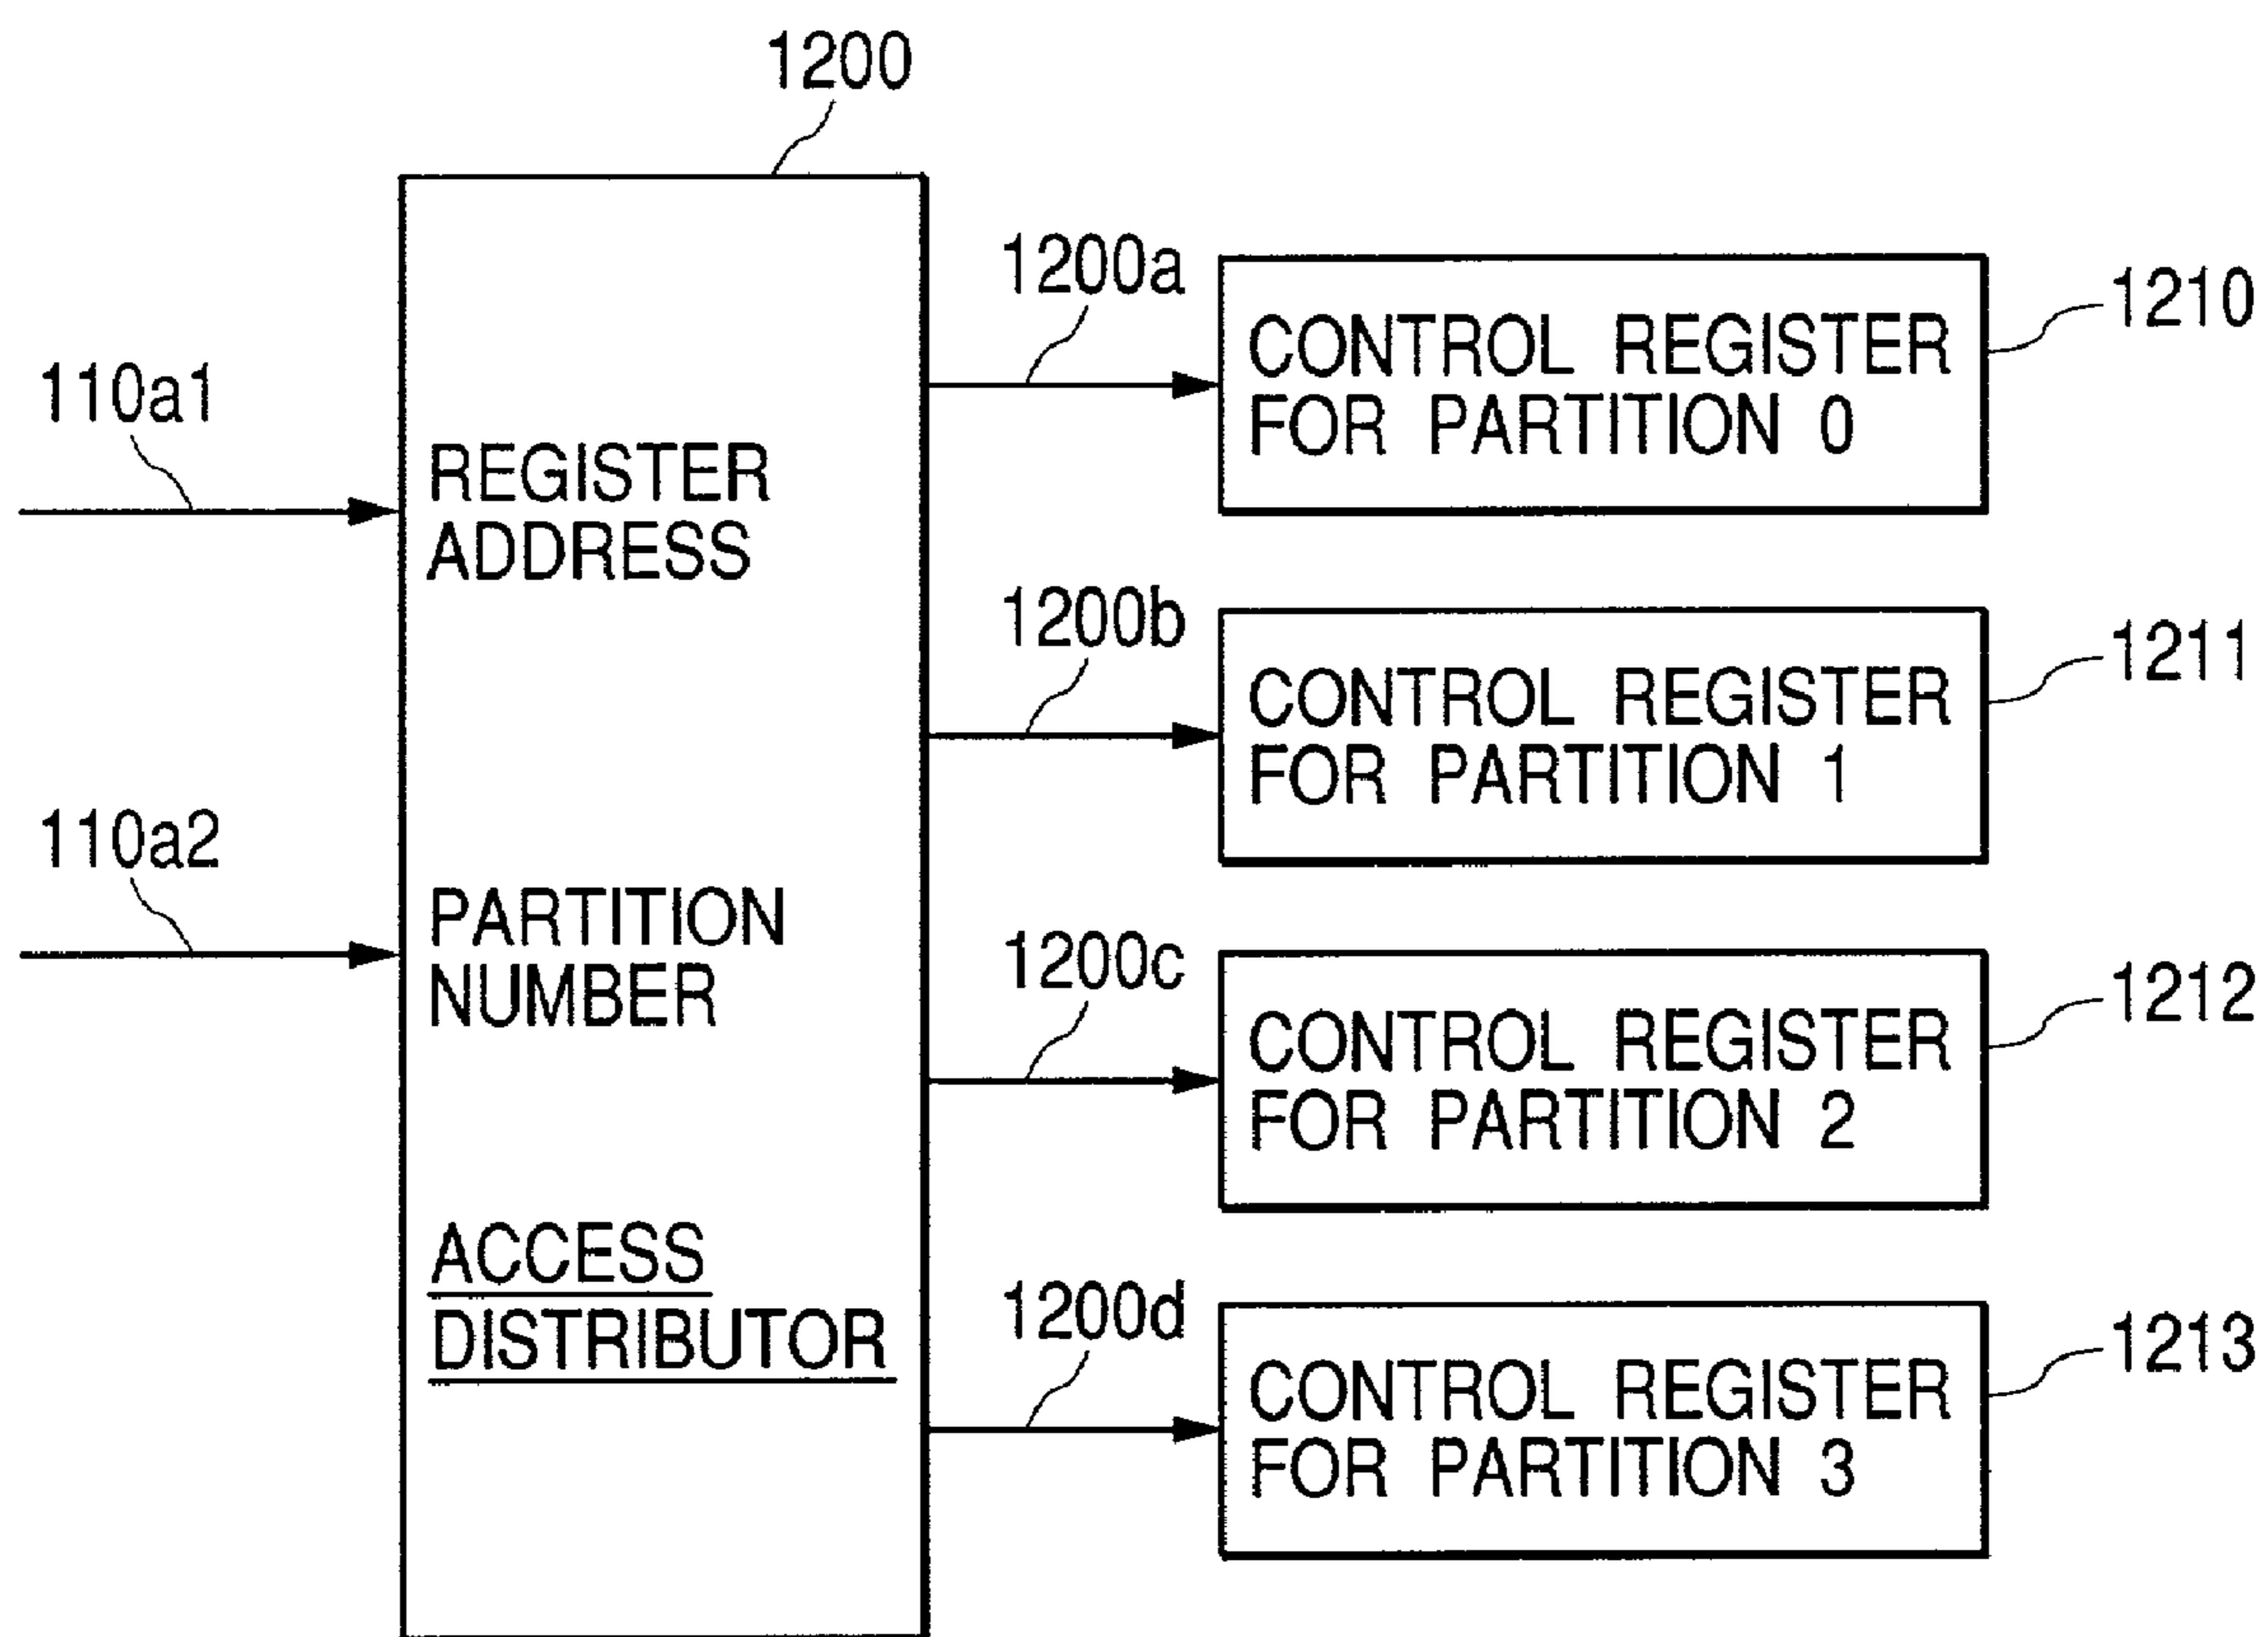 1200
110a1
REGISTER
ADDRESS
110a2
PARTITION
NUMBER
ACCESS
DISTRIBUTOR
1200a
CONTROL REGISTER
FOR PARTITION 0
1210
1200b
CONTROL REGISTER
FOR PARTITION 1
1211
1200c
CONTROL REGISTER
FOR PARTITION 2
1212
1200d
CONTROL REGISTER
FOR PARTITION 3
1213